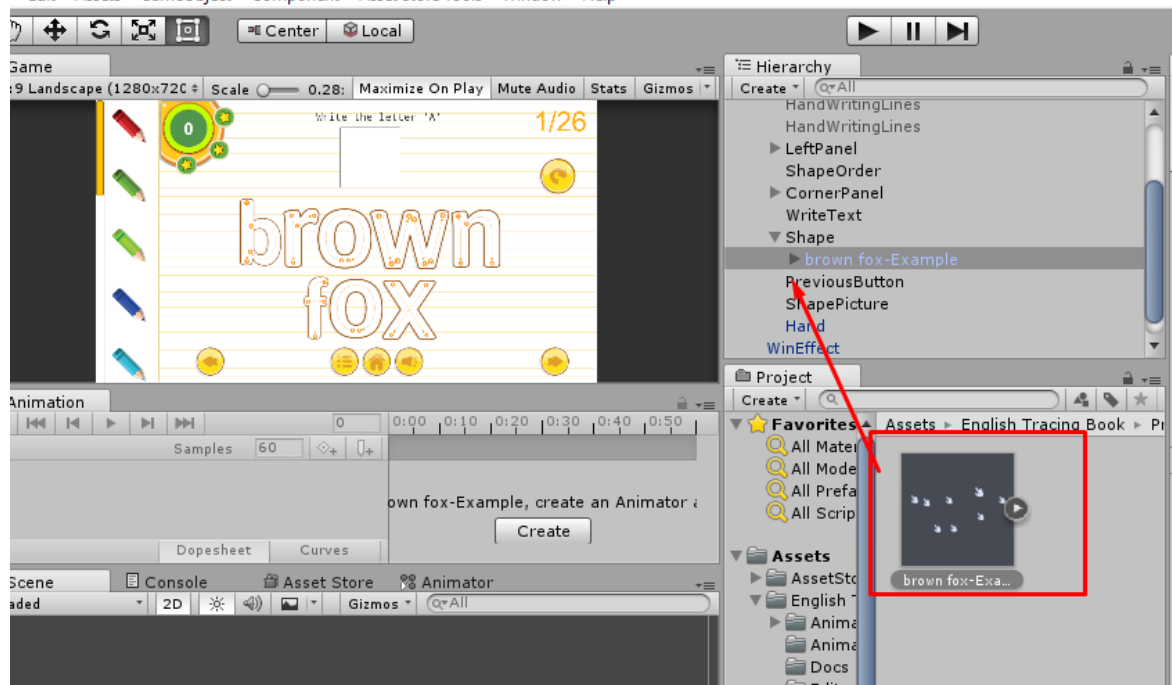 Center Local
Game
:9 Landscape (1280x720 Scale 0.28: Maximize On Play Mute Audio Stats Gizmos
0
Write the letter 'A'
1/26
brown
fox
Animation
0 0:00 0:10 0:20 0:30 0:40 0:50
Samples 60
own fox-Example, create an Animator
Create
Dopesheet Curves
Scene Console Asset Store Animator
aded 2D Gizmos All
Hierarchy
Create All
HandWritingLines
HandWritingLines
LeftPanel
ShapeOrder
CornerPanel
WriteText
Shape
brown fox-Example
PreviousButton
ShapePicture
Hand
WinEffect
Project
Create
Favorites
All Mater
All Mode
All Prefa
All Scrip
Assets
AssetSto
English T
Anima
Anima
Docs
Assets English Tracing Book Pr
brown fox-Exa...